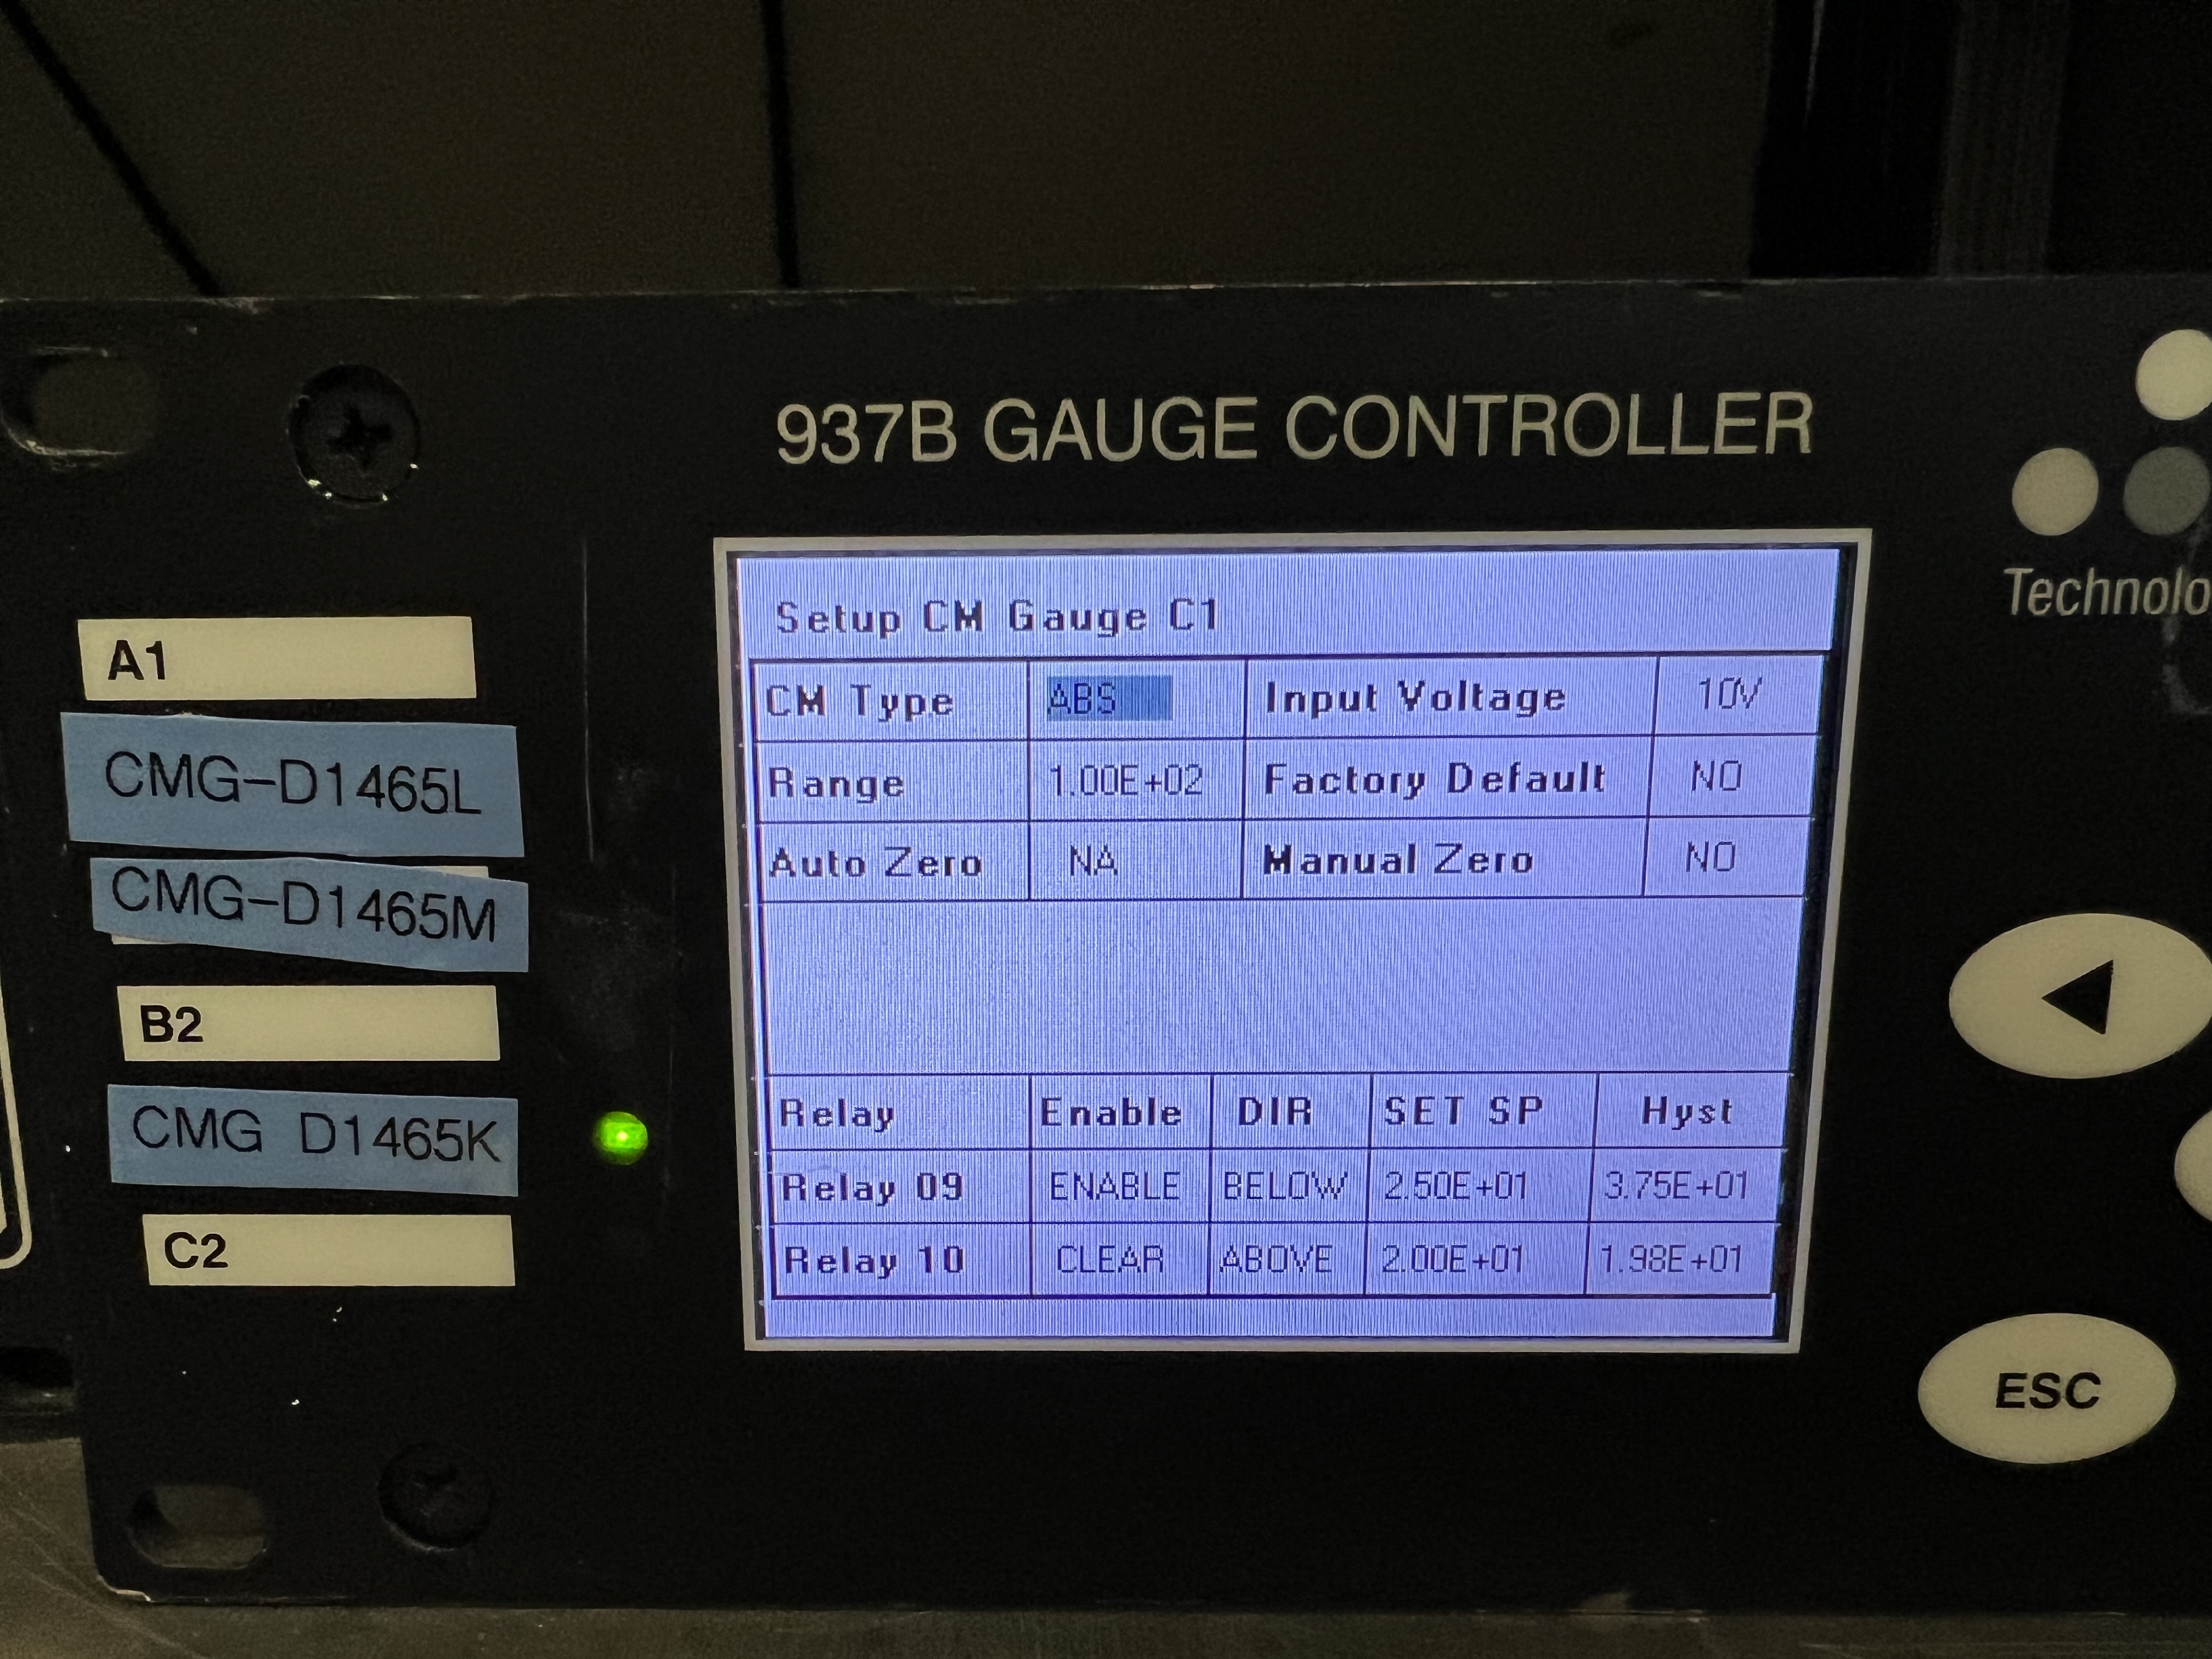 937B GAUGE CONTROLLER
Technolo
A1
CMG-D1465L
CMG-D1465M
B2
CMG D1465K
C2
Setup CM Gauge C1
CM Type ABS Input Voltage 10V
Range 1.00E+02 Factory Default NO
Auto Zero NA Manual Zero NO
Relay Enable DIR SET SP Hyst
Relay 09 ENABLE BELOW 2.50E+01 3.75E+01
Relay 10 CLEAR ABOVE 2.00E+01 1.98E+01
ESC